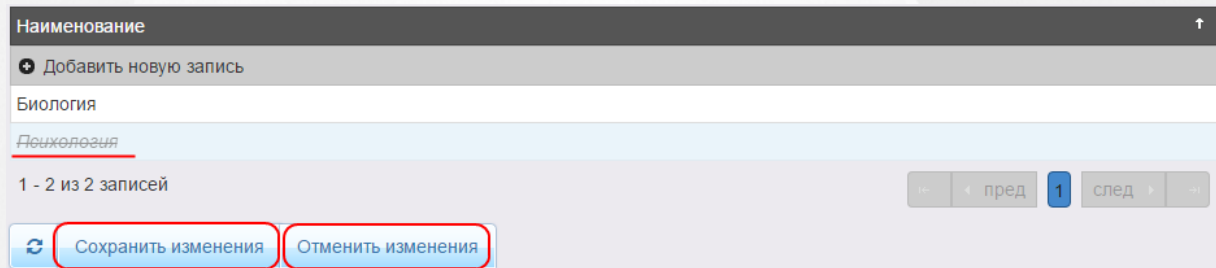 Наименование
Добавить новую запись
Биология
Психология
1 - 2 из 2 записей пред 1 след
Сохранить изменения Отменить изменения